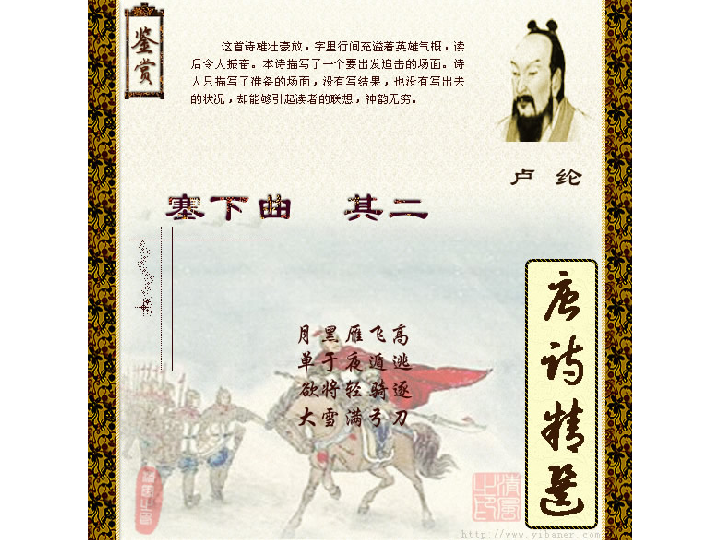 鉴赏
这首诗雄壮豪放，字里行间充溢着英雄气概，读
后令人振奋。本诗描写了一个要出发追击的场面。诗
人只描写了准备的场面，没有写结果，也没有写出去
的状况，却能够引起读者的联想，神韵无穷。
卢 纶
塞下曲 其二
月黑雁飞高
单于夜遁逃
欲将轻骑逐
大雪满弓刀
唐诗精选
http://www.yibaner.com